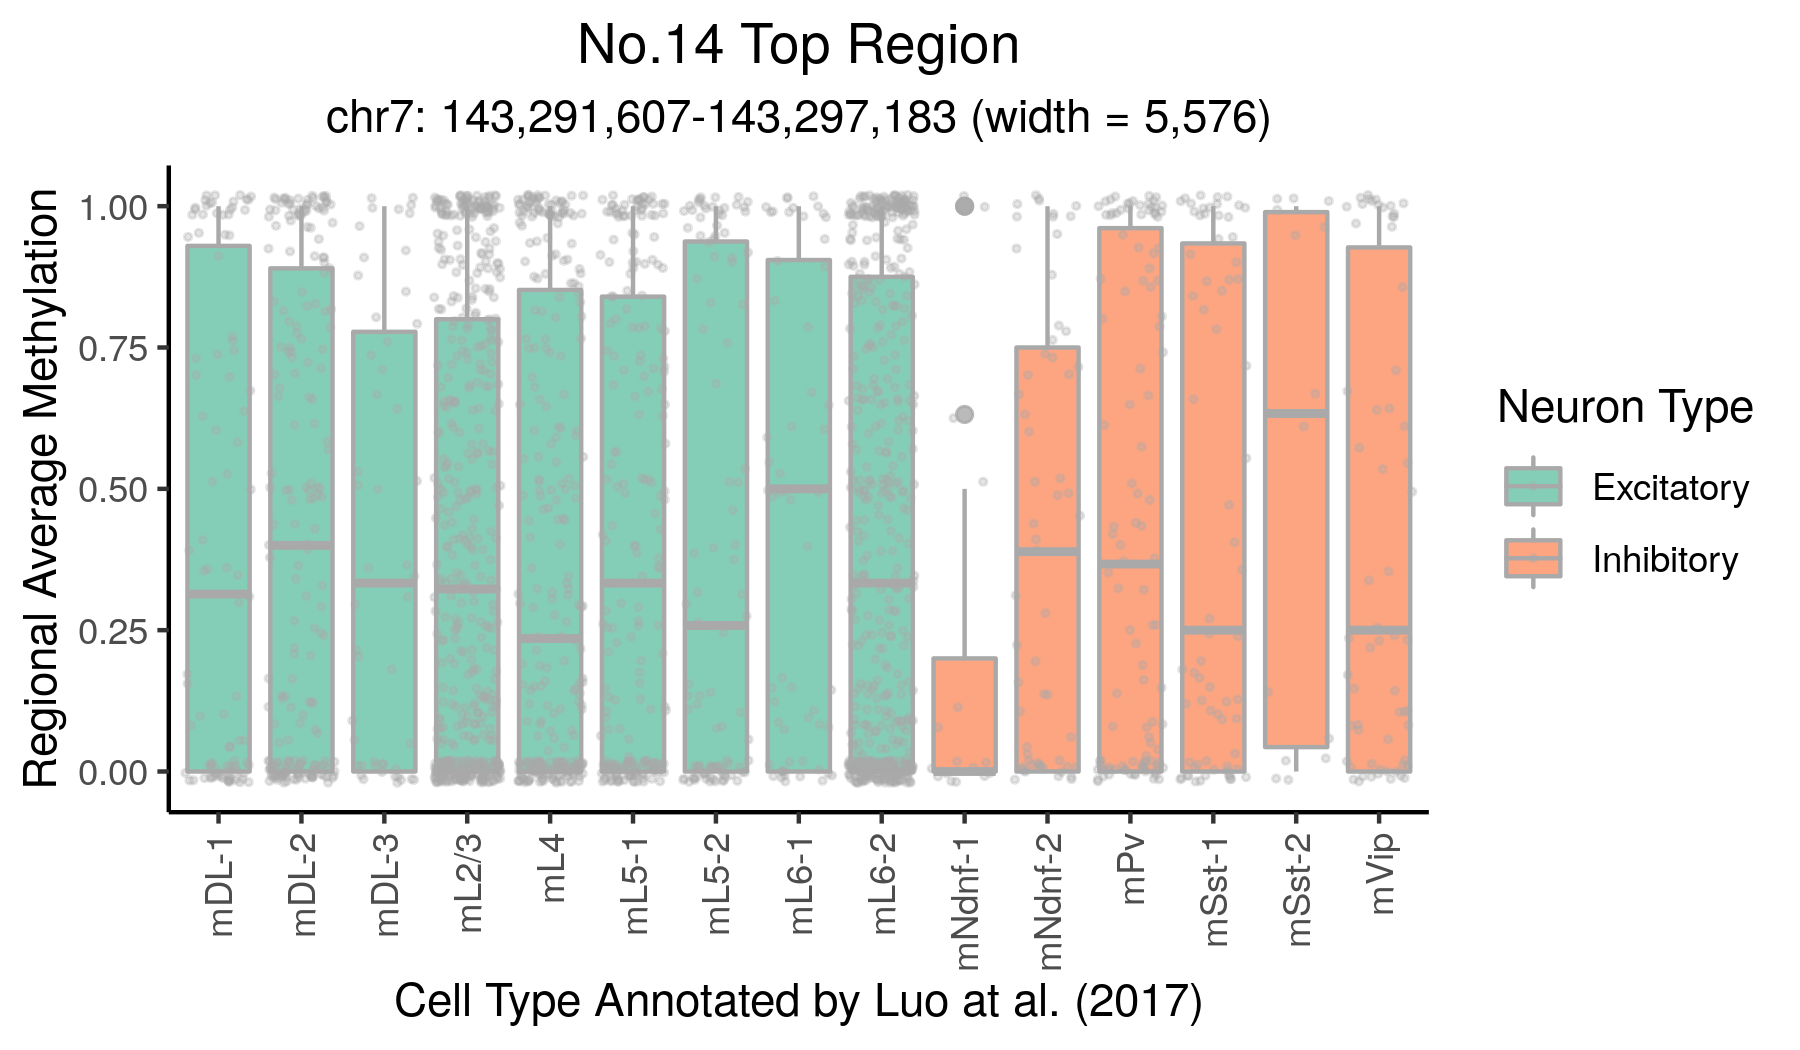 No.14 Top Region
chr7: 143,291,607-143,297,183 (width = 5,576)
Regional Average Methylation
1.00
0.75
0.50
0.25
0.00
mDL-1
mDL-2
mDL-3
mL2/3
mL4
mL5-1
mL5-2
mL6-1
mL6-2
mNdnf-1
mNdnf-2
mPv
mSst-1
mSst-2
mVip
Cell Type Annotated by Luo at al. (2017)
Neuron Type
Excitatory
Inhibitory